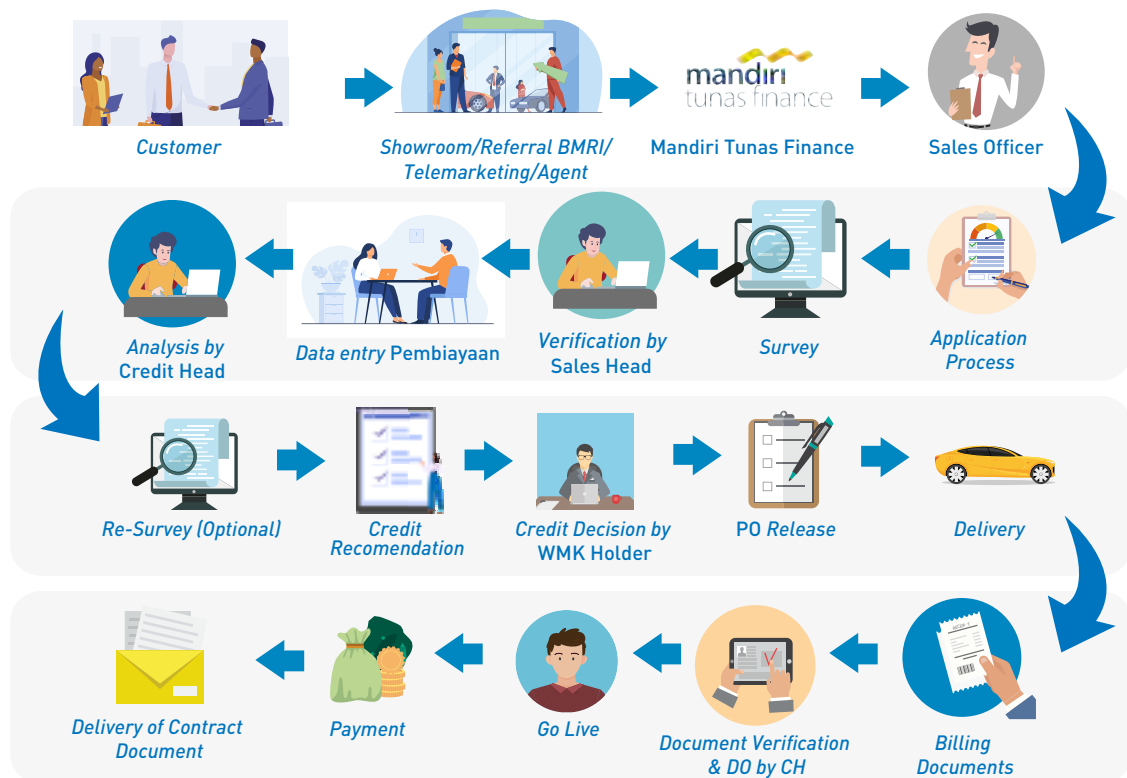 mandiri
tunas finance
Customer
Showroom/Referral BMRI/
Telemarketing/Agent
Mandiri Tunas Finance
Sales Officer
Application
Process
Survey
Verification by
Sales Head
Data entry Pembiayaan
Analysis by
Credit Head
Re-Survey (Optional)
Credit
Recomendation
Credit Decision by
WMK Holder
PO Release
Delivery
Billing
Documents
Document Verification
& DO by CH
Go Live
Payment
Delivery of Contract
Document